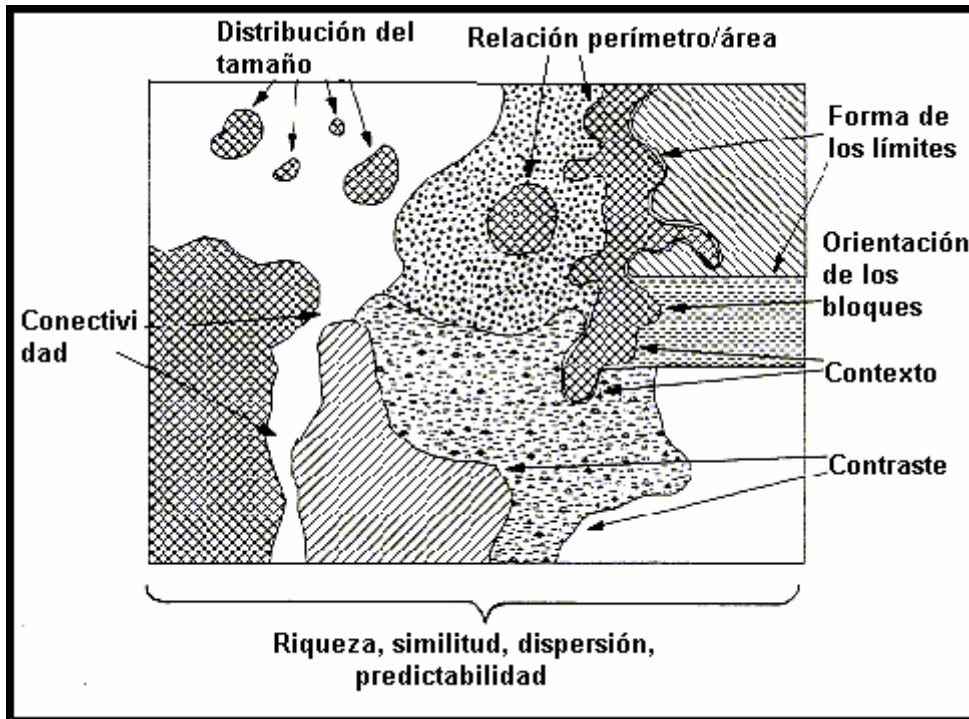 Distribución del
tamaño
Relación perímetro/área
Forma de
los límites
Orientación
de los
bloques
Conectivi
dad
Contexto
Contraste
Riqueza, similitud, dispersión,
predictabilidad